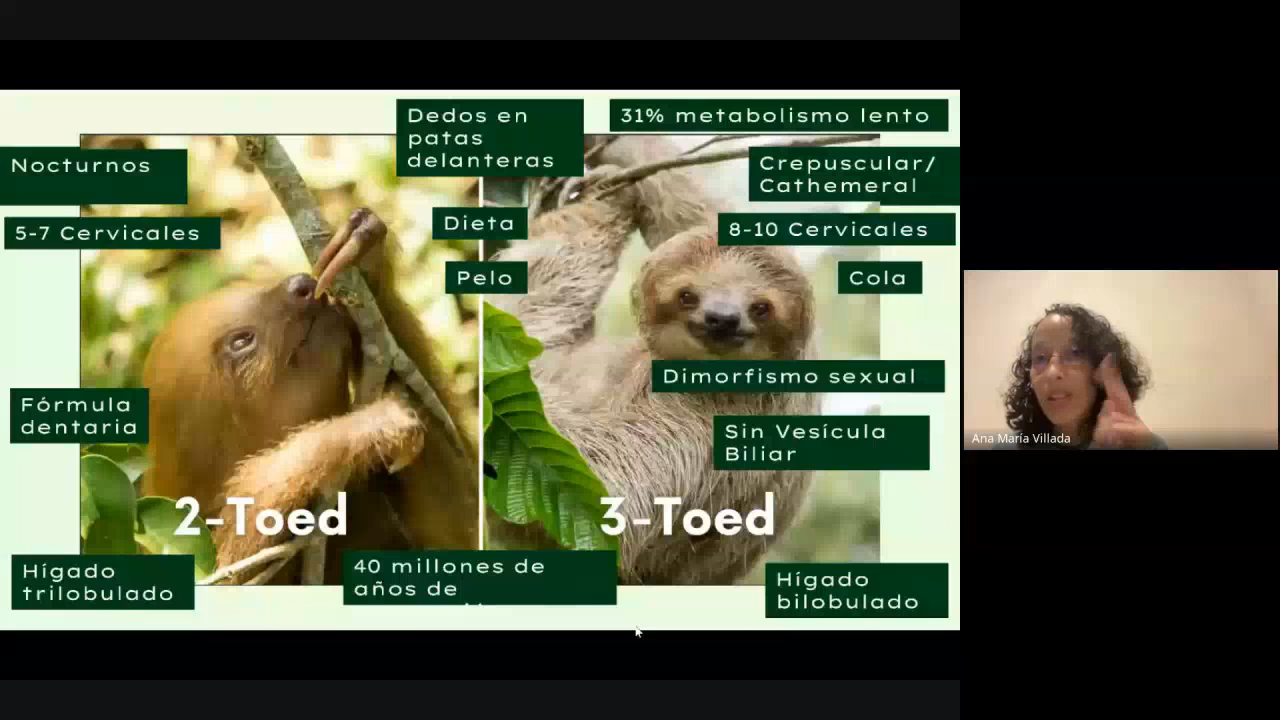 Dedos en
patas
delanteras
31% metabolismo lento
Nocturnos
Crepuscular/
Cathemeral
5-7 Cervicales
Dieta
8-10 Cervicales
Pelo
Cola
Dimorfismo sexual
Fórmula
dentaria
Sin Vesícula
Biliar
Ana María Villada
2-Toed
3-Toed
Hígado
trilobulado
40 millones de
años de
Hígado
bilobulado